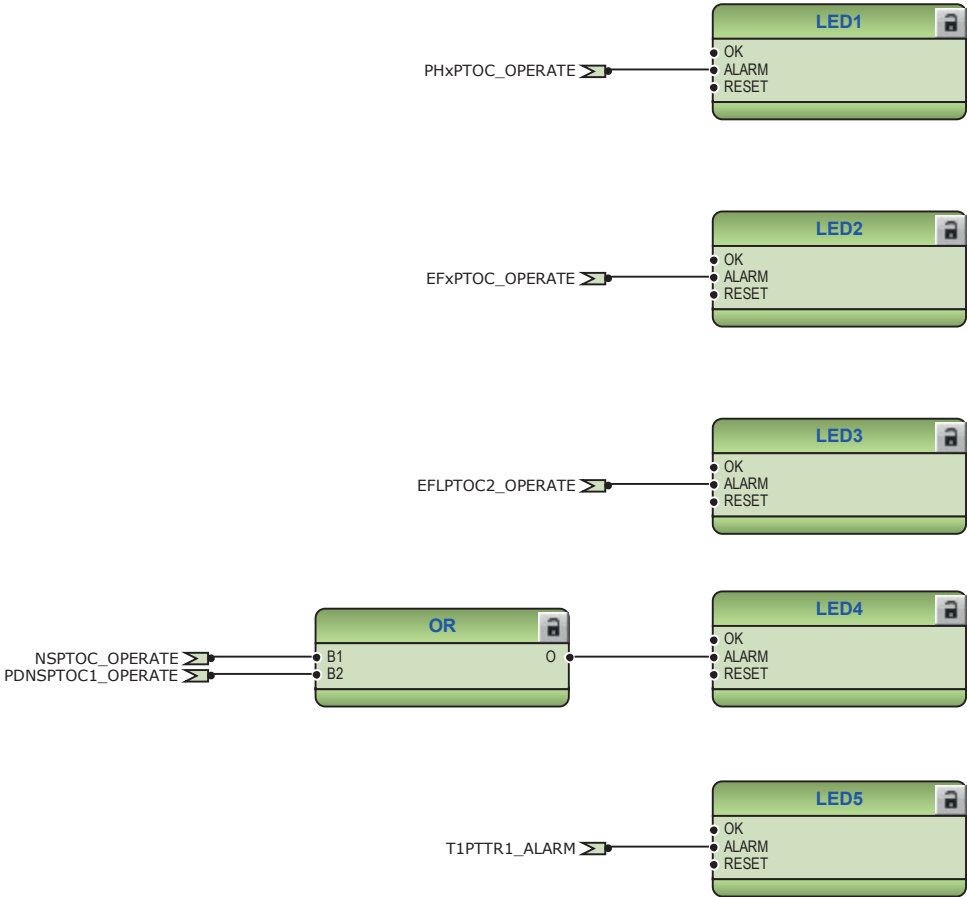 LED1
OK
PHxPTOC_OPERATE ALARM
RESET
LED2
OK
EFxPTOC_OPERATE ALARM
RESET
LED3
OK
EFLPTOC2_OPERATE ALARM
RESET
LED4
OR
OK
NSPTOC_OPERATE B1 O ALARM
PDNSPTOC1_OPERATE B2 RESET
LED5
OK
T1PTTR1_ALARM ALARM
RESET